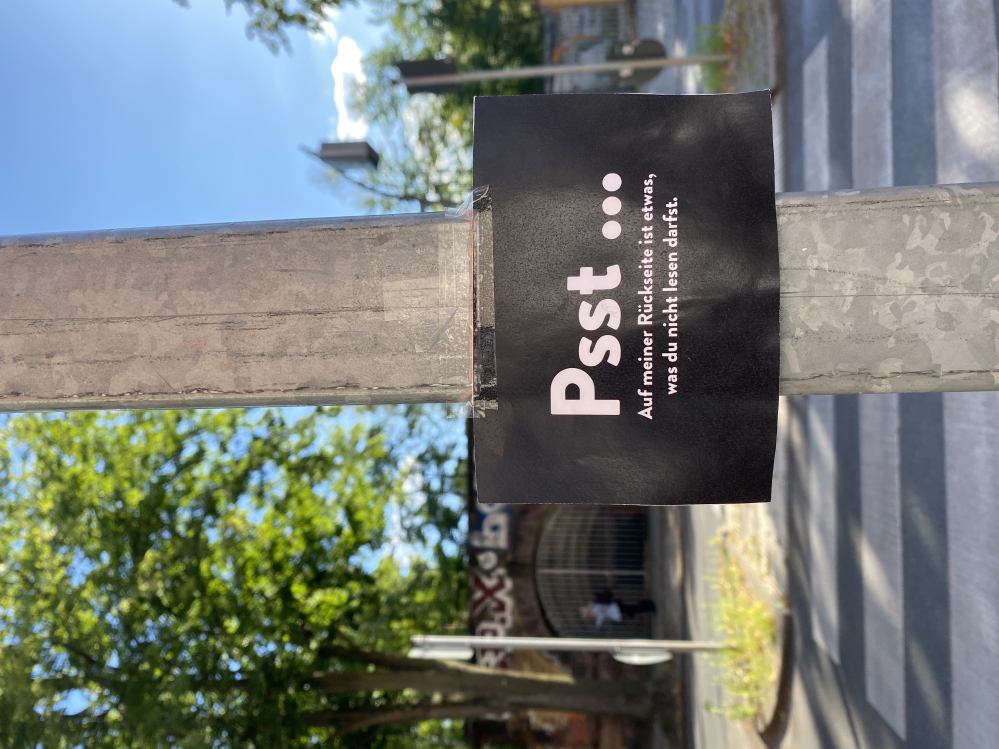 Psst ...
Auf meiner Rückseite ist etwas,
was du nicht lesen darfst.